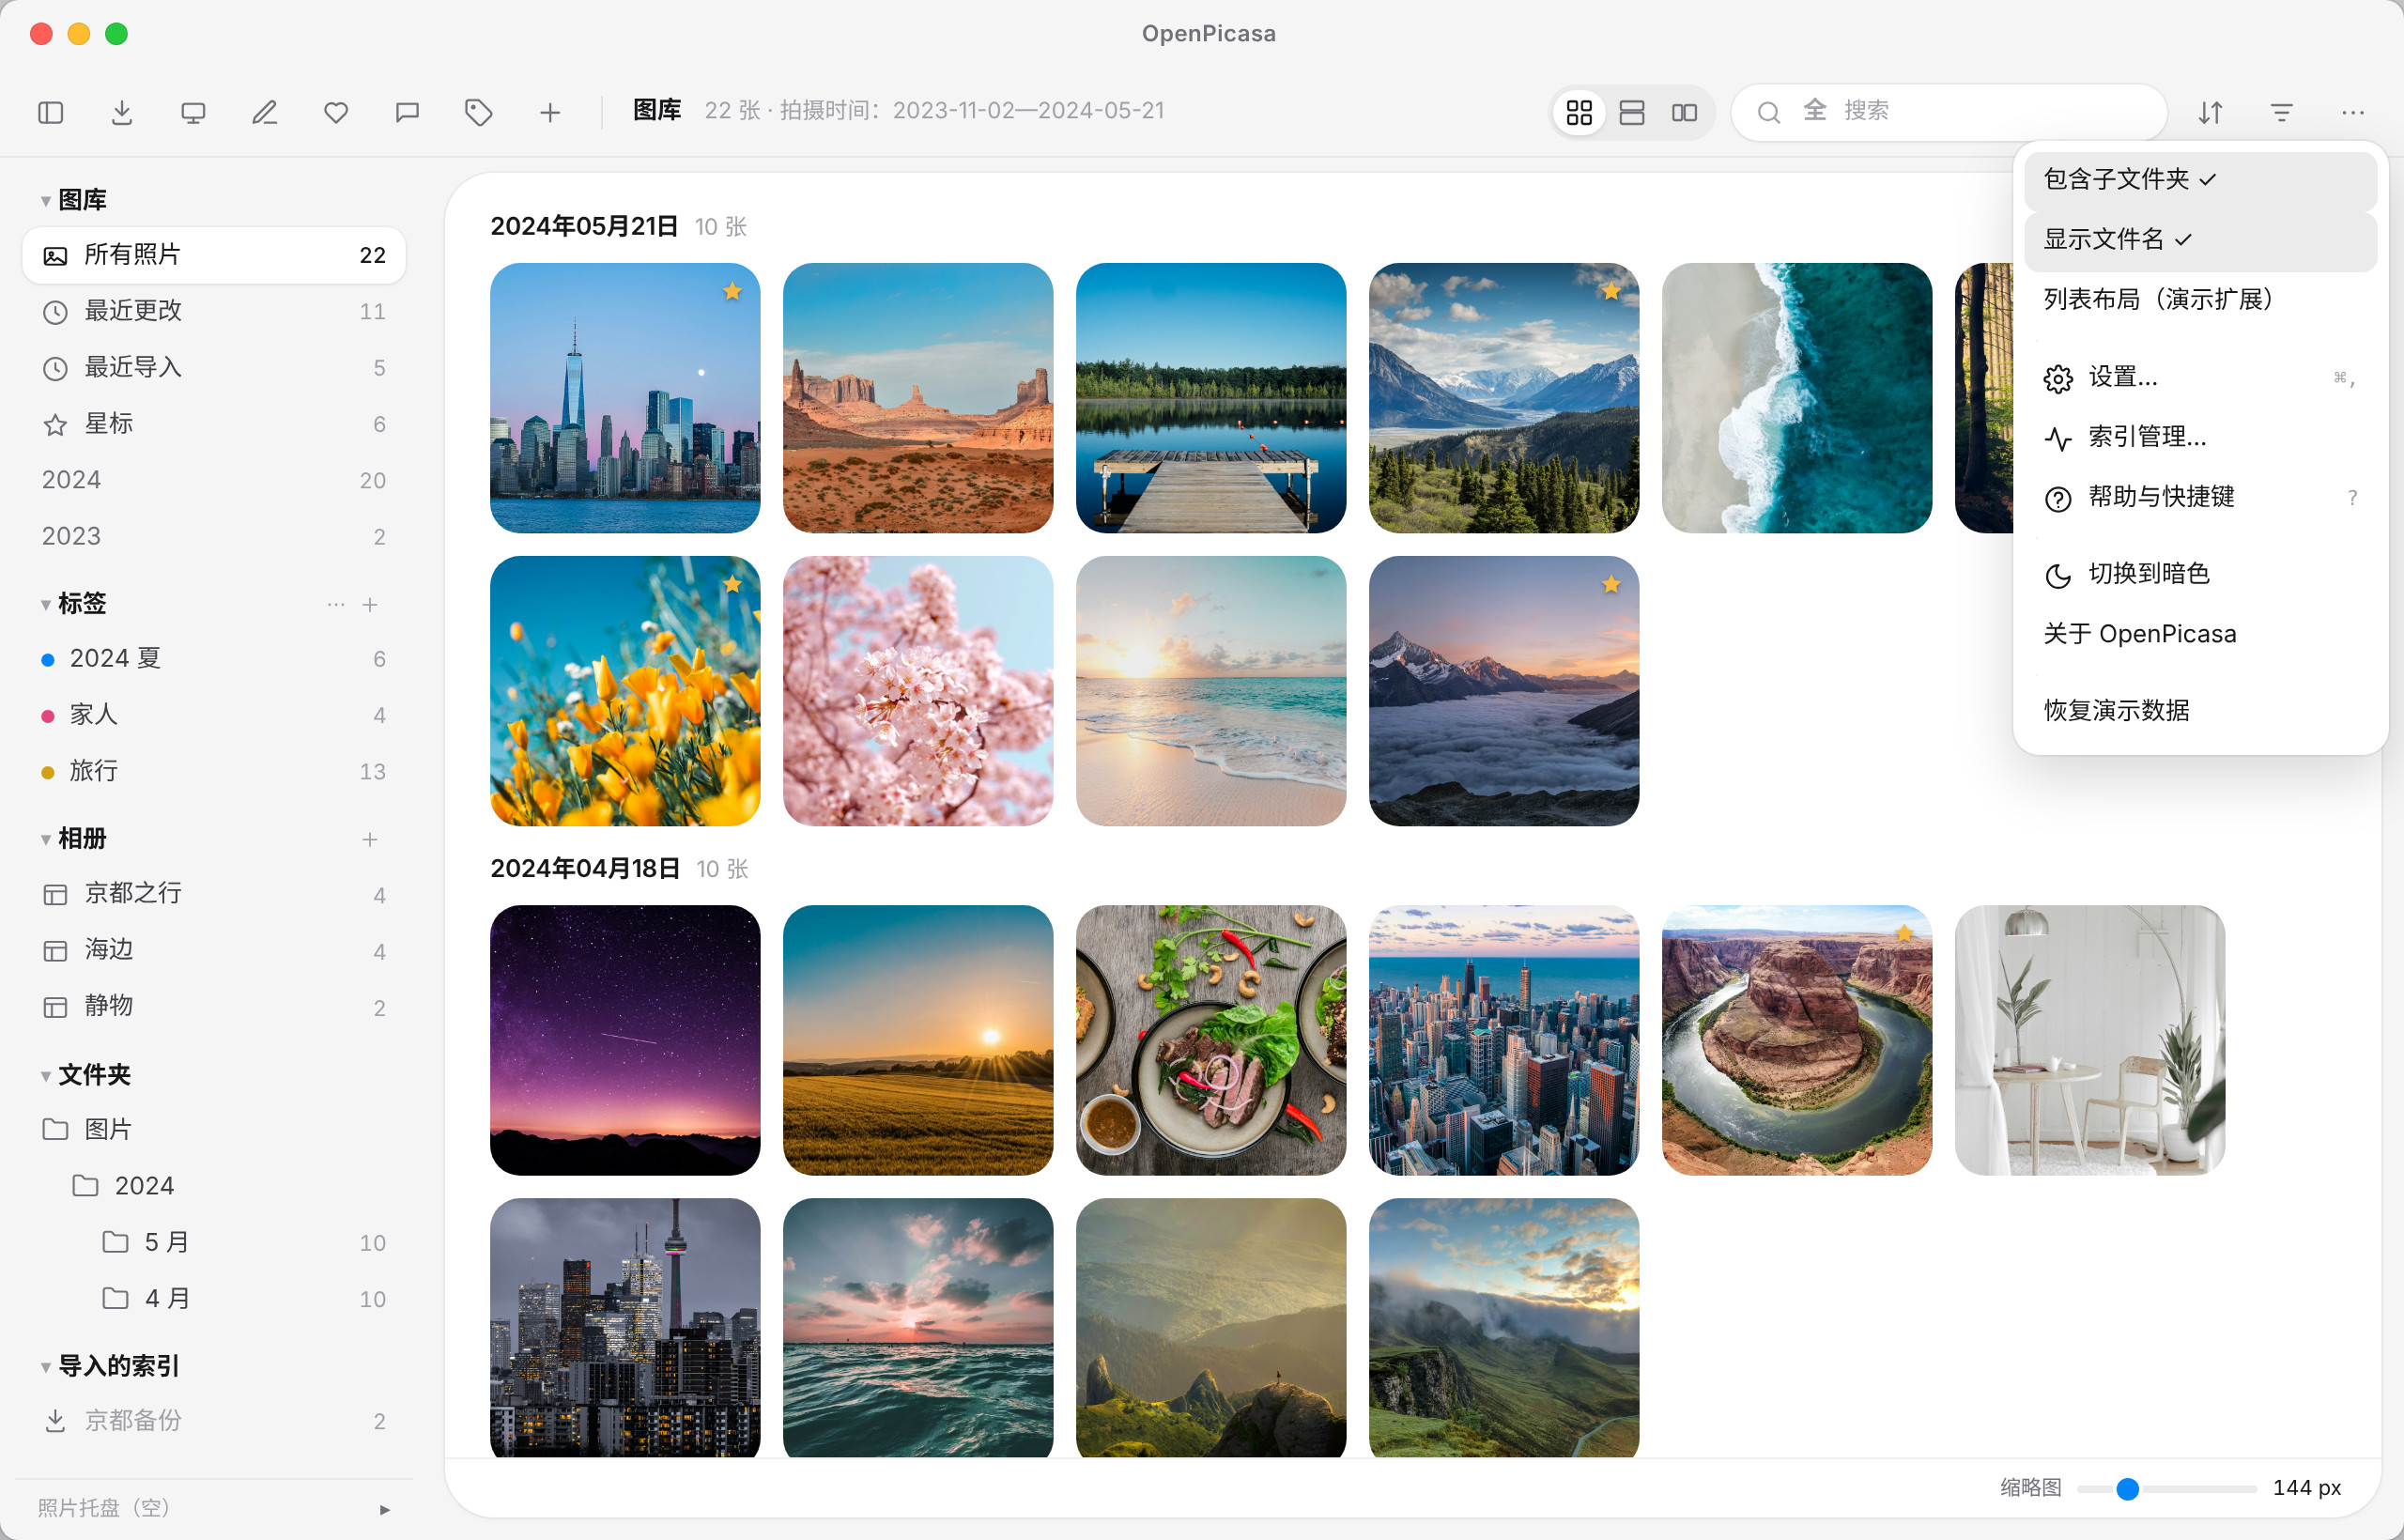 OpenPicasa
图库 22 张 · 拍摄时间：2023-11-02—2024-05-21
全 搜索
图库
所有照片 22
最近更改 11
最近导入 5
星标 6
2024 20
2023 2
标签
2024 夏 6
家人 4
旅行 13
相册
京都之行 4
海边 4
静物 2
文件夹
图片
2024
5 月 10
4 月 10
导入的索引
京都备份 2
照片托盘（空）
2024年05月21日 10 张
2024年04月18日 10 张
包含子文件夹
显示文件名
列表布局（演示扩展）
设置... ⌘,
索引管理...
帮助与快捷键 ?
切换到暗色
关于 OpenPicasa
恢复演示数据
缩略图 144 px